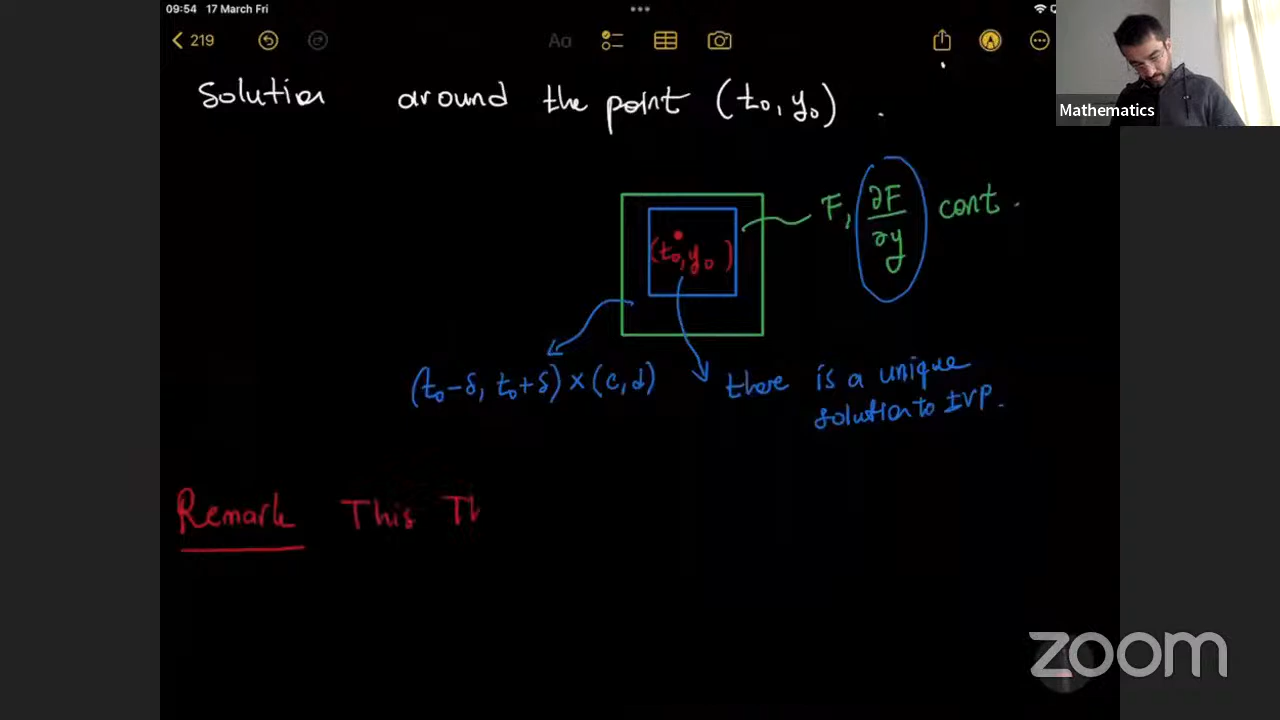 09:54 17 March Fri
219
Aa
Mathematics
Solution around the point (t₀, y₀).
F, ∂F/∂y cont.
(t₀, y₀)
(t₀-δ, t₀+δ) × (c, d)
there is a unique
solution to IVP.
Remark This Th
zoom